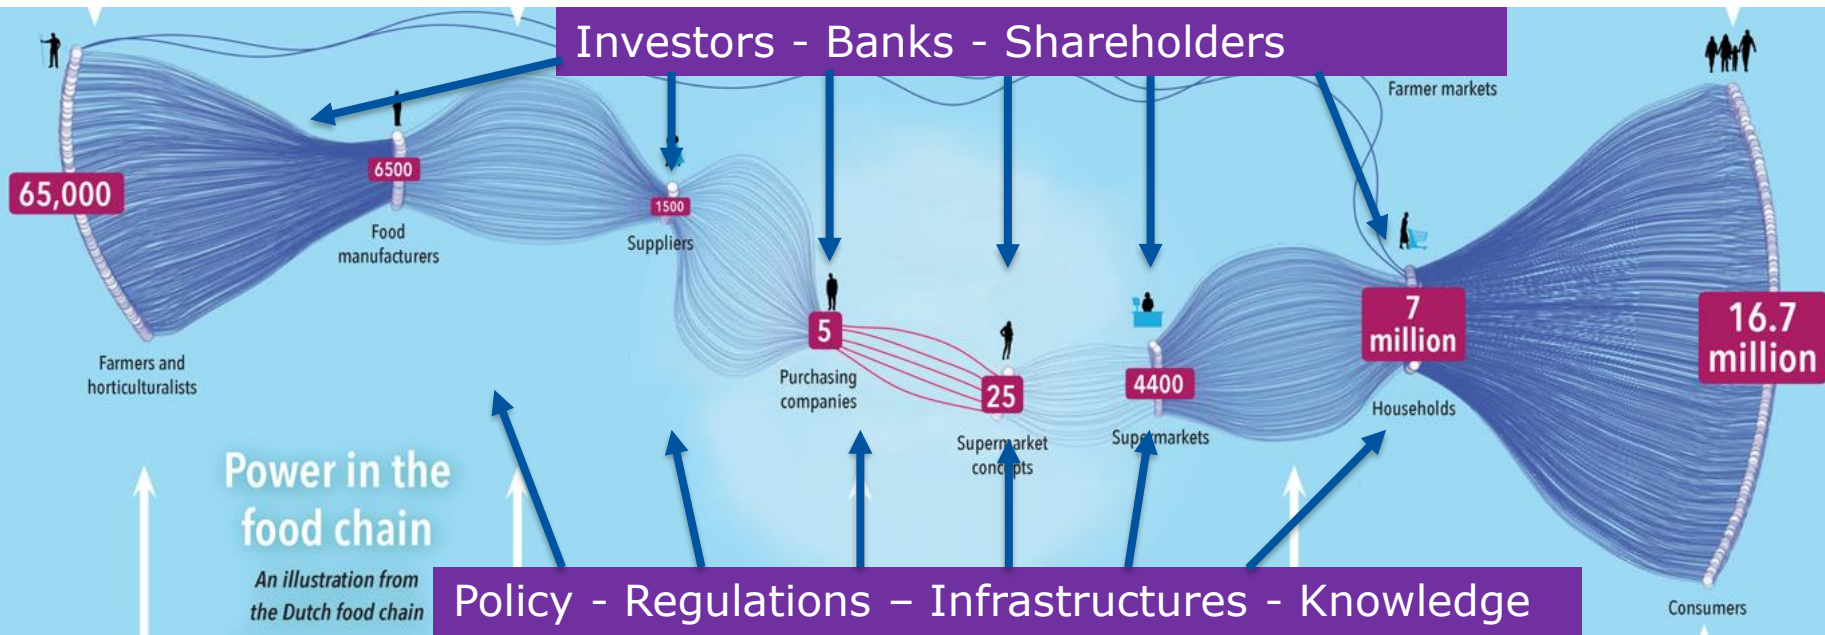 Investors - Banks - Shareholders
Farmer markets
65,000
6500
Food
manufacturers
1500
Suppliers
Farmers and
horticulturalists
5
Purchasing
companies
25
Supermarket
concepts
4400
Supermarkets
7
million
Households
16.7
million
Consumers
Power in the
food chain
An illustration from
the Dutch food chain
Policy - Regulations – Infrastructures - Knowledge